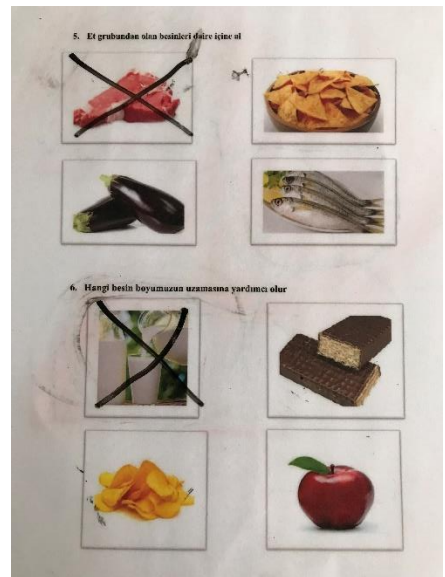 5. Et grubundan olan besinleri daire içine al
6. Hangi besin boyumuzun uzamasına yardımcı olur